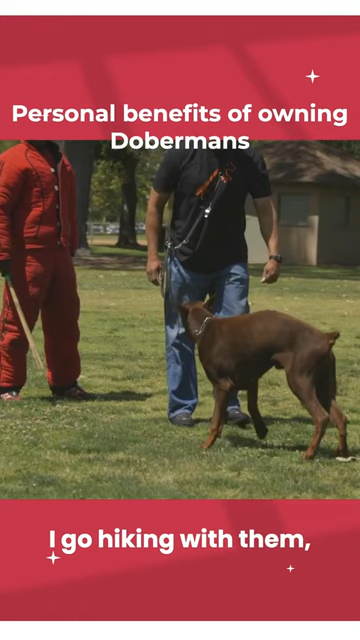 Personal benefits of owning
Dobermans
I go hiking with them,